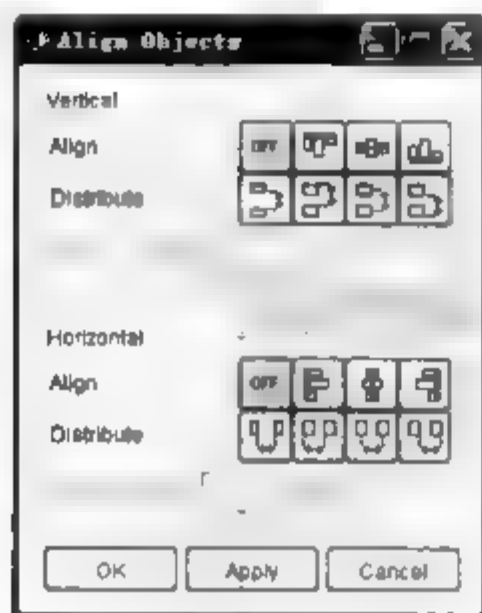 Align Objects
Vertical
Align OFF
Distribute
Horizontal
Align OFF
Distribute
OK Apply Cancel